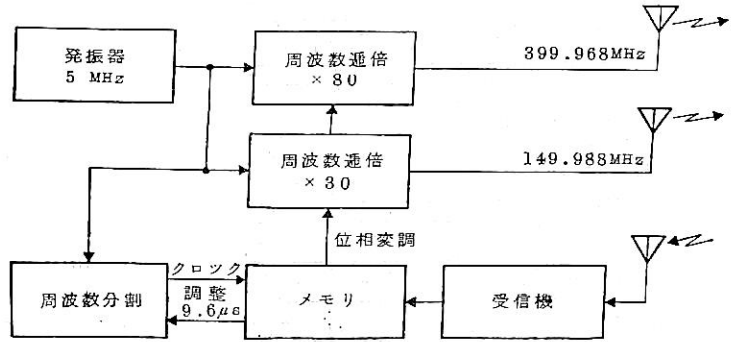 発振器
5 MHz
周波数逓倍
× 80
399.968MHz
周波数逓倍
× 30
149.988MHz
位相変調
周波数分割
クロツク
調整
9.6μs
メモリ
受信機